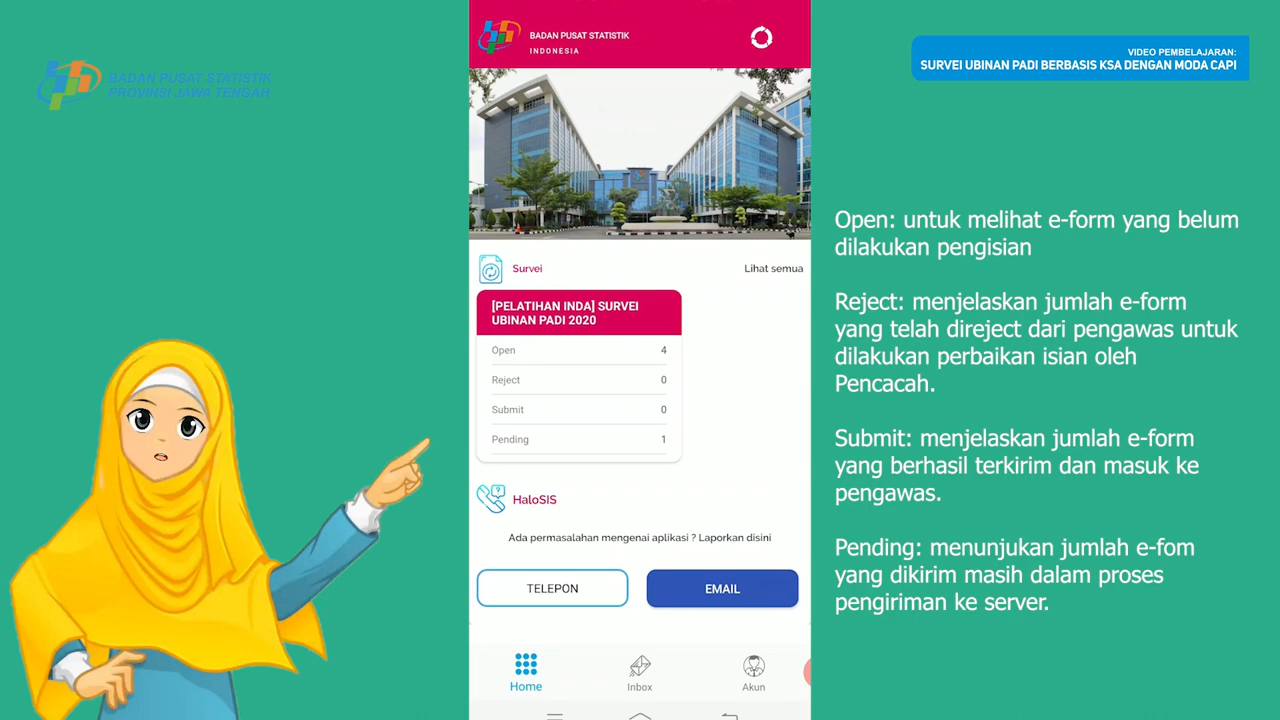 BADAN PUSAT STATISTIK
PROVINSI JAWA TENGAH
BADAN PUSAT STATISTIK
INDONESIA
VIDEO PEMBELAJARAN:
SURVEI UBINAN PADI BERBASIS KSA DENGAN MODA CAPI
Survei
Lihat semua
[PELATIHAN INDA] SURVEI
UBINAN PADI 2020
Open 4
Reject 0
Submit 0
Pending 1
HaloSIS
Ada permasalahan mengenai aplikasi ? Laporkan disini
TELEPON
EMAIL
Home
Inbox
Akun
Open: untuk melihat e-form yang belum
dilakukan pengisian
Reject: menjelaskan jumlah e-form
yang telah direject dari pengawas untuk
dilakukan perbaikan isian oleh
Pencacah.
Submit: menjelaskan jumlah e-form
yang berhasil terkirim dan masuk ke
pengawas.
Pending: menunjukan jumlah e-fom
yang dikirim masih dalam proses
pengiriman ke server.